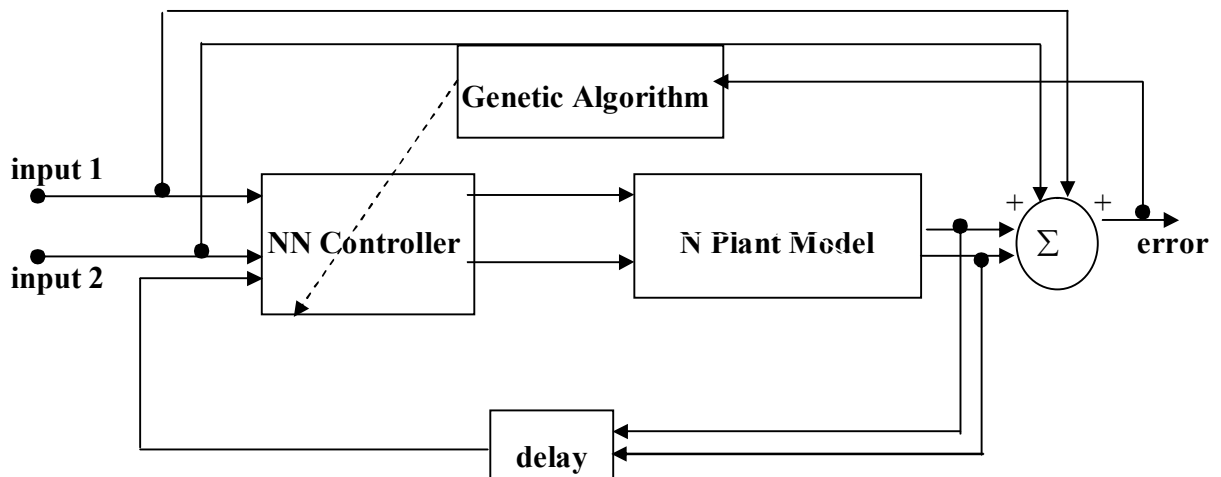 Genetic Algorithm
input 1
+ +
NN Controller
N Plant Model
Σ
error
input 2
delay